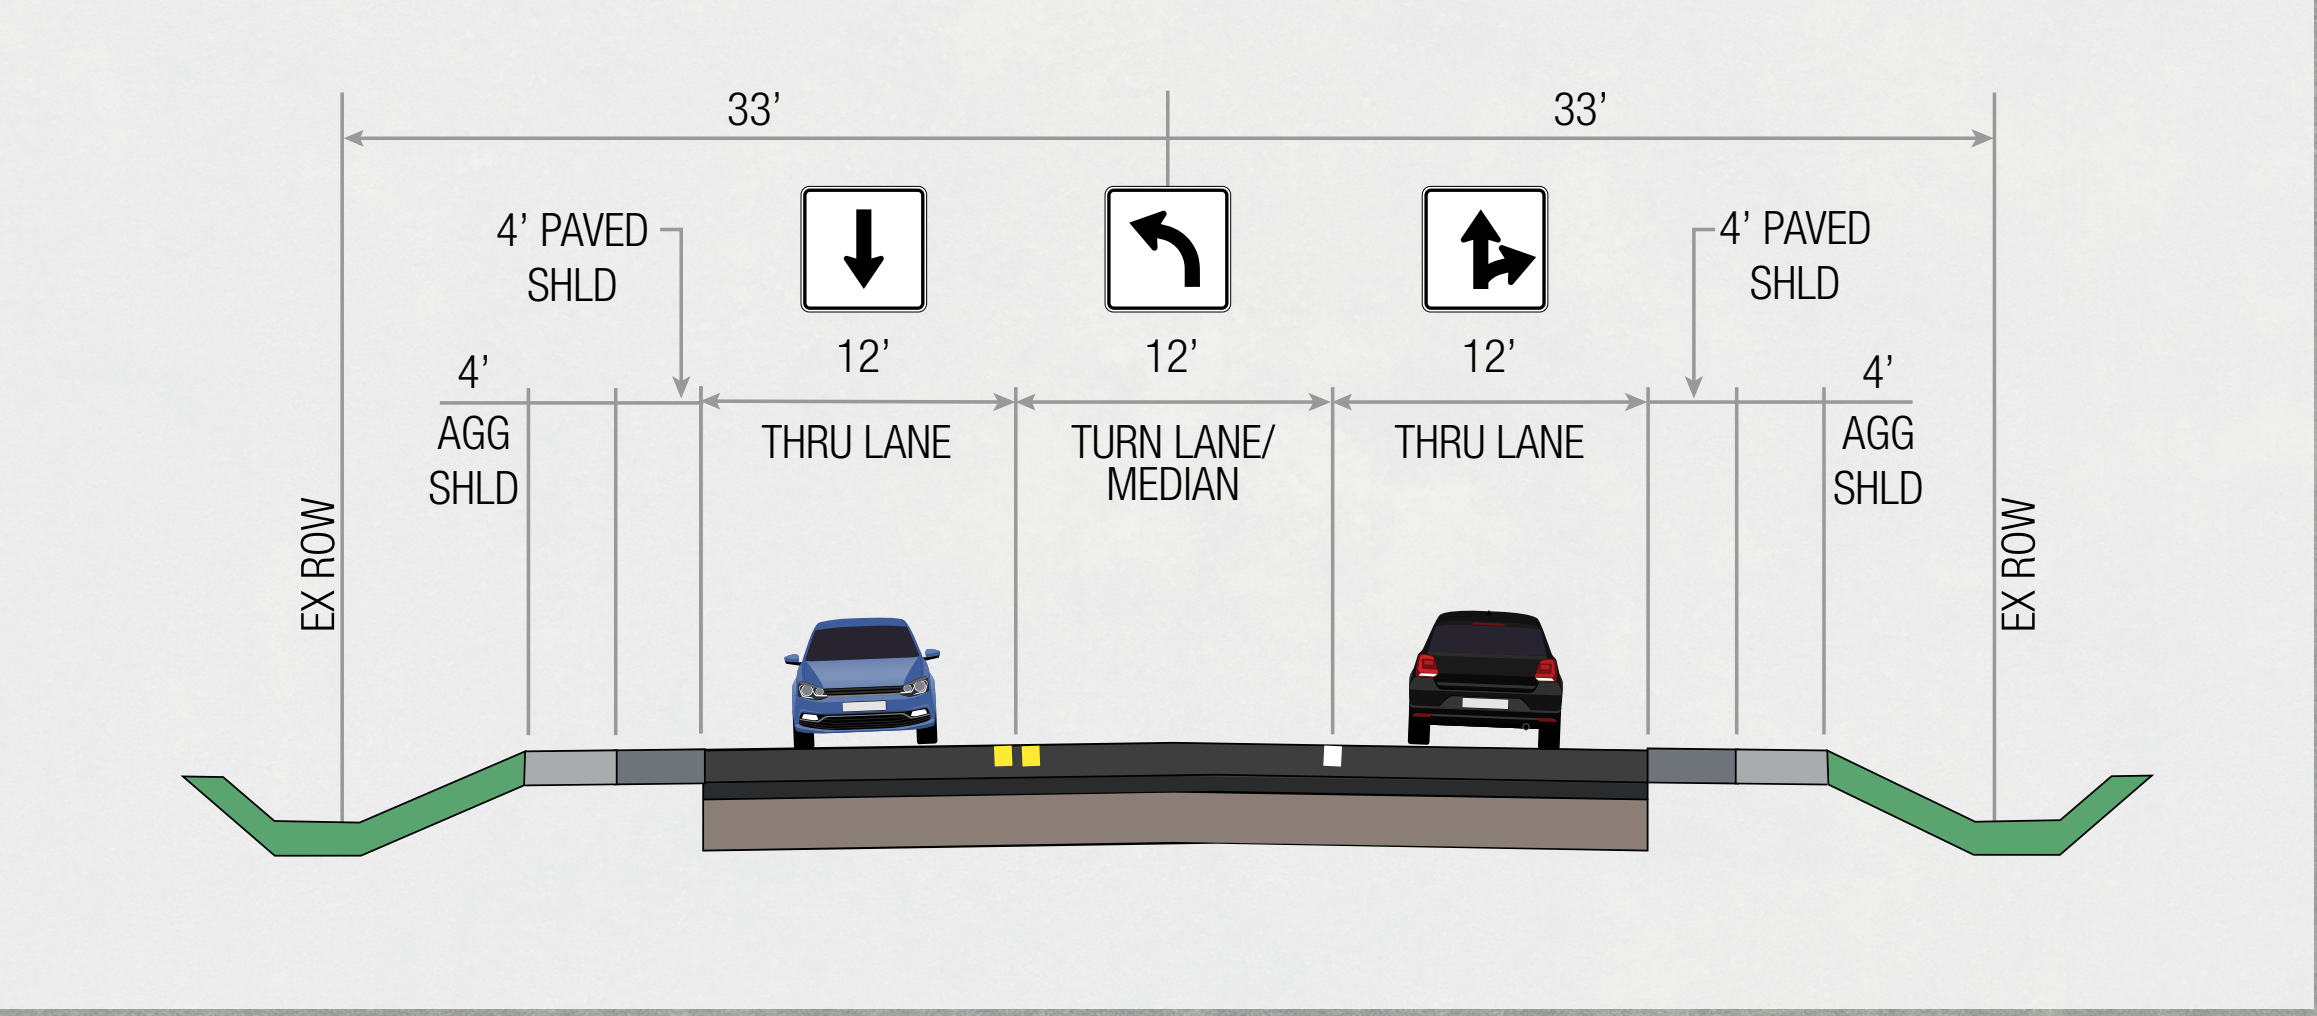 33’
33’
4’ PAVED
SHLD
4’ PAVED
SHLD
12’
12’
12’
4’
4’
AGG
SHLD
THRU LANE
TURN LANE/
MEDIAN
THRU LANE
AGG
SHLD
EX ROW
EX ROW